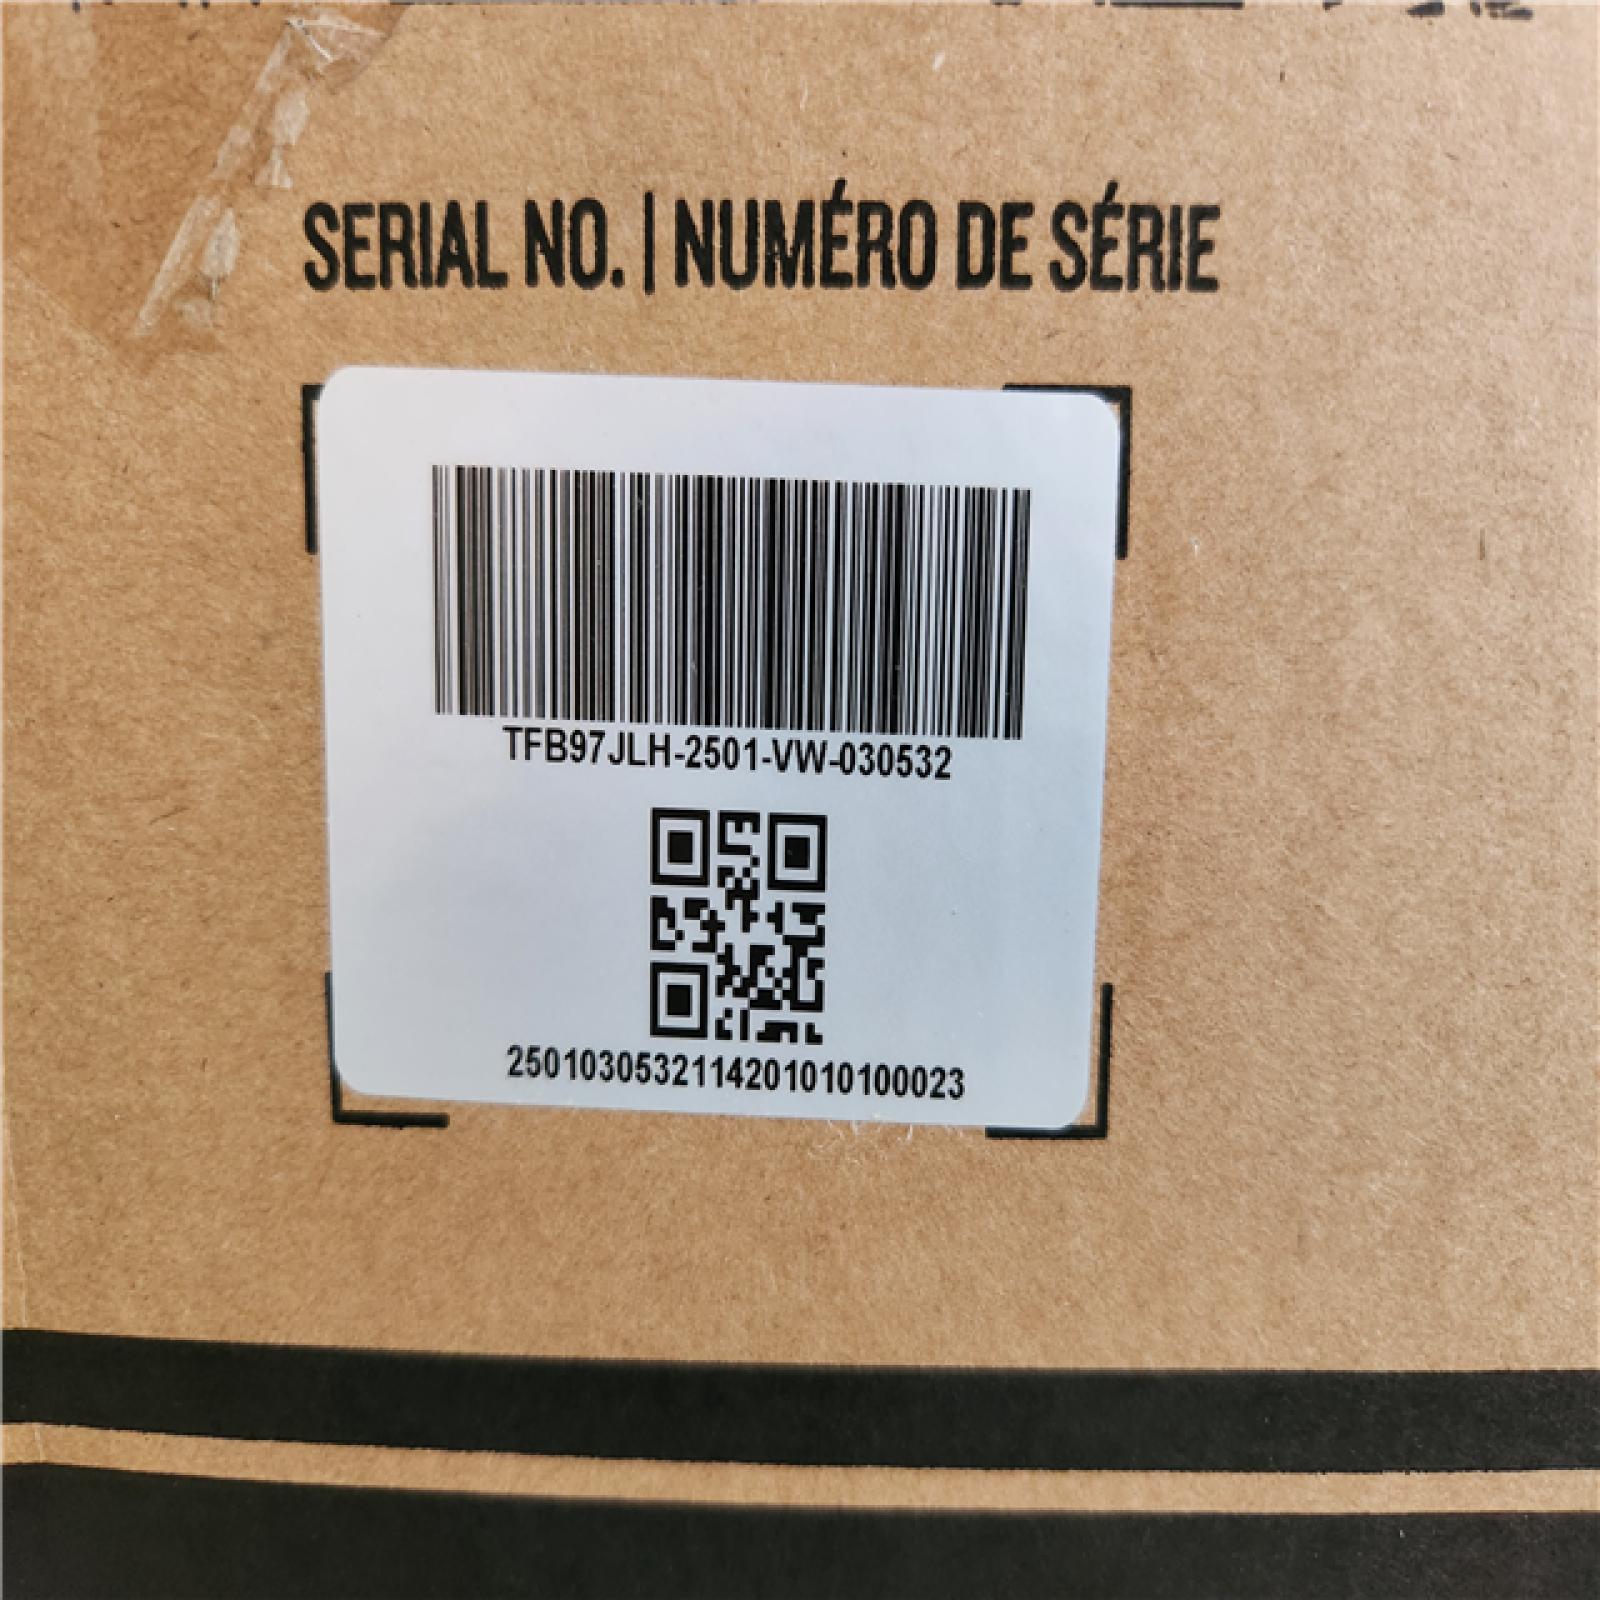 SERIAL NO. | NUMÉRO DE SÉRIE
TFB97JLH-2501-VW-030532
2501030532114201010100023